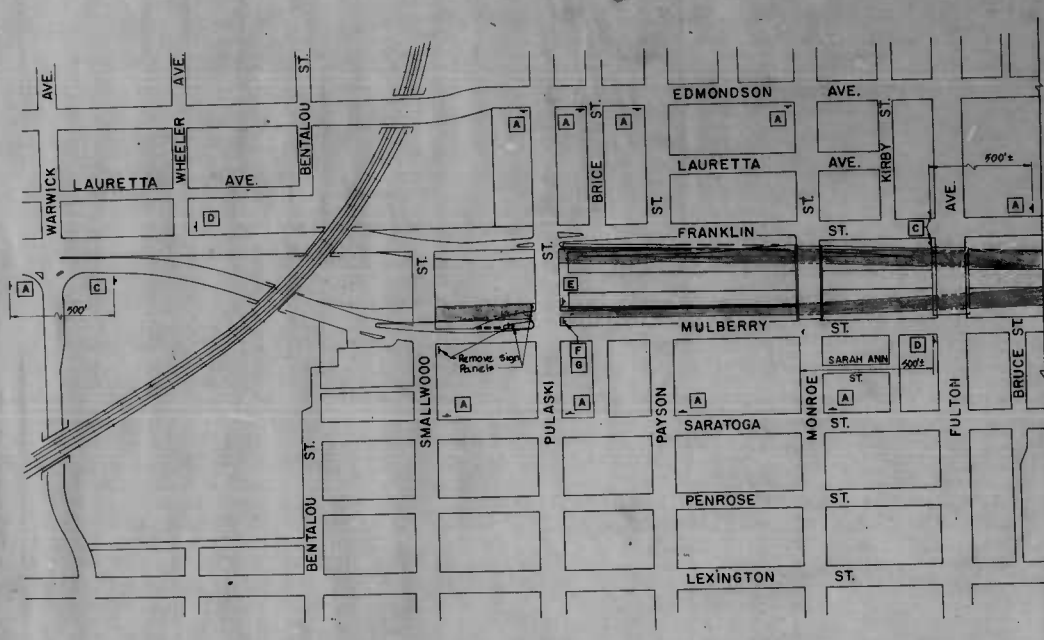 WARWICK AVE.
WHEELER AVE.
BENTALOU ST.
EDMONDSON AVE.
A
A
BRICE ST.
A
A
KIRBY ST.
LAURETTA AVE.
LAURETTA AVE.
500'±
D
ST.
ST.
AVE.
A
C
FRANKLIN ST.
ST.
ST.
A
C
500'
E
MULBERRY ST.
F
G
Remove Sign
Panels
SARAH ANN ST.
D
500'±
BRUCE ST.
A
A
A
A
SMALLWOOD
PULASKI
PAYSON
MONROE
FULTON
SARATOGA ST.
BENTALOU ST.
PENROSE ST.
LEXINGTON ST.